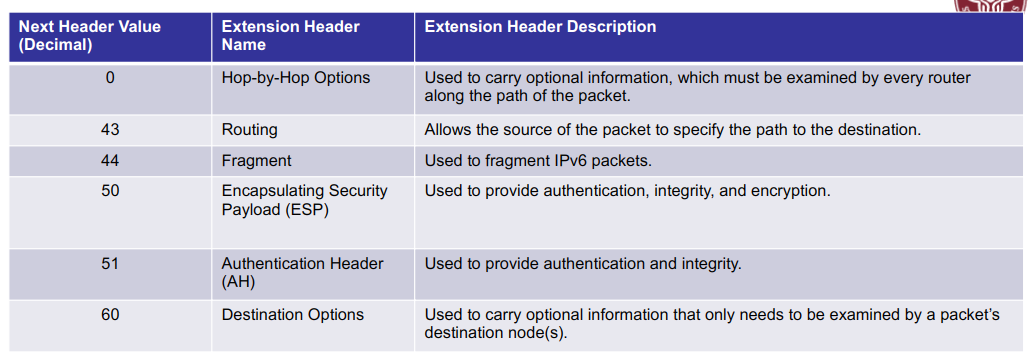 Next Header Value (Decimal) Extension Header Name Extension Header Description
0 Hop-by-Hop Options Used to carry optional information, which must be examined by every router
along the path of the packet.
43 Routing Allows the source of the packet to specify the path to the destination.
44 Fragment Used to fragment IPv6 packets.
50 Encapsulating Security
Payload (ESP) Used to provide authentication, integrity, and encryption.
51 Authentication Header
(AH) Used to provide authentication and integrity.
60 Destination Options Used to carry optional information that only needs to be examined by a packet’s
destination node(s).